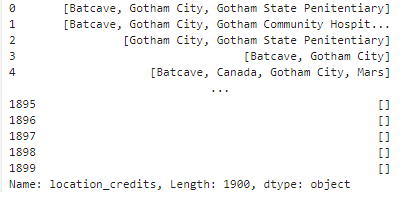 0 [Batcave, Gotham City, Gotham State Penitentiary]
1 [Batcave, Gotham City, Gotham Community Hospit...
2 [Gotham City, Gotham State Penitentiary]
3 [Batcave, Gotham City]
4 [Batcave, Canada, Gotham City, Mars]
...
1895 []
1896 []
1897 []
1898 []
1899 []
Name: location_credits, Length: 1900, dtype: object